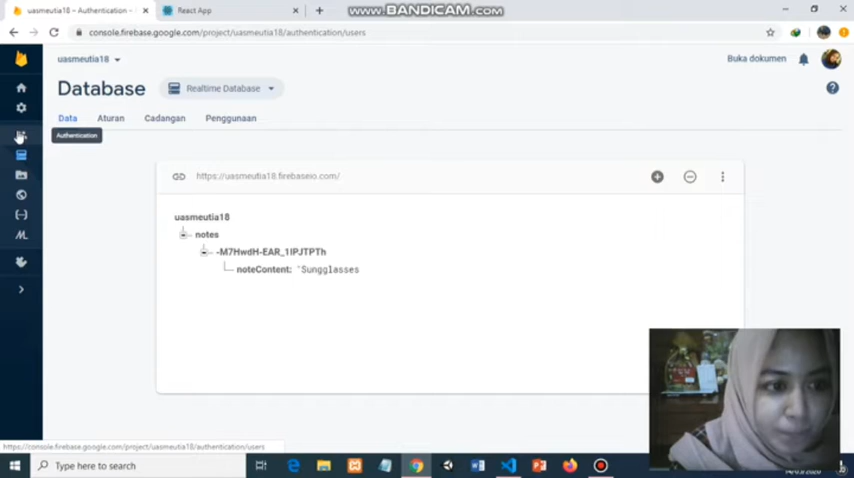 www.BANDICAM.com
uasmeutia18 – Authentication –
React App
console.firebase.google.com/project/uasmeutia18/authentication/users
uasmeutia18
Buka dokumen
Database
Realtime Database
Data
Aturan
Cadangan
Penggunaan
Authentication
https://uasmeutia18.firebaseio.com/
uasmeutia18
notes
-M7HwdH-EAR_1IPJTPTh
noteContent: "Sungglasses
https://console.firebase.google.com/project/uasmeutia18/authentication/users
Type here to search